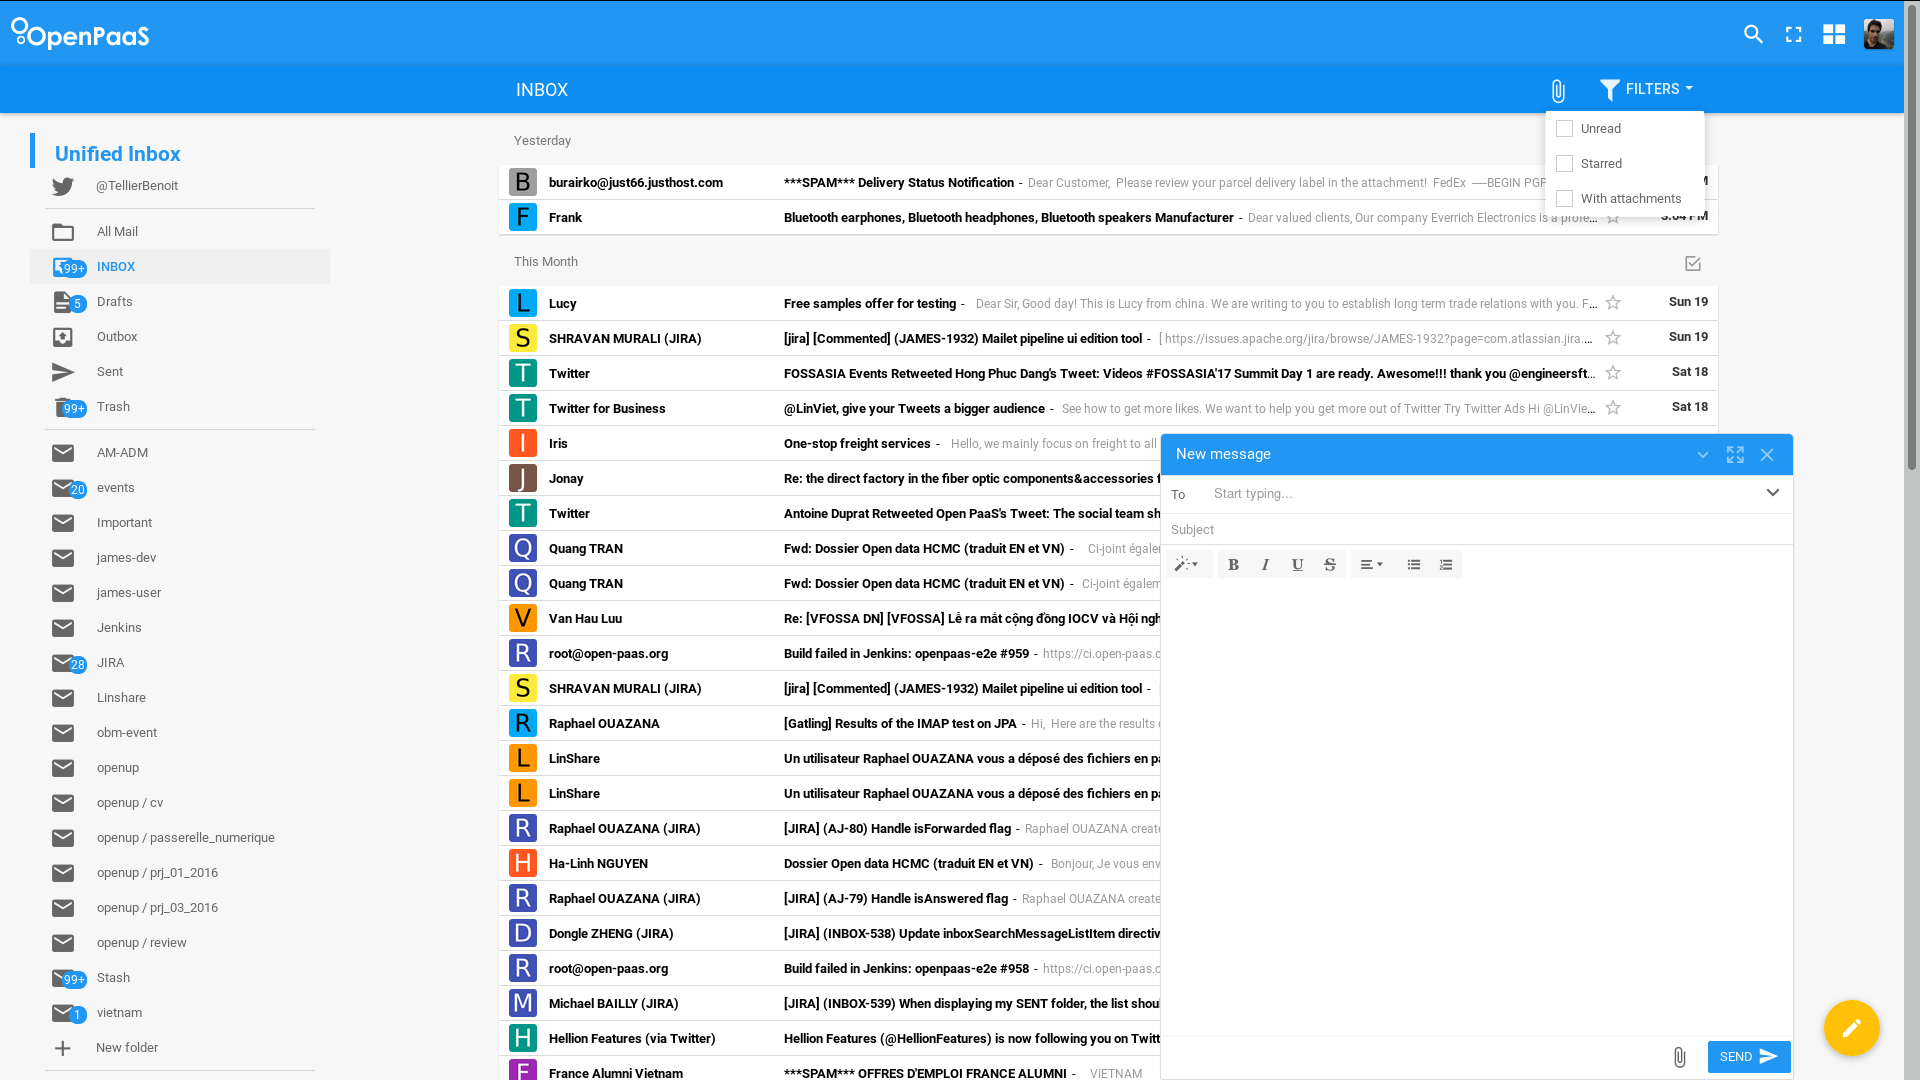 OpenPaaS
INBOX
FILTERS
Unread
Starred
With attachments
Unified Inbox
@TellierBenoit
All Mail
99+ INBOX
5 Drafts
Outbox
Sent
99+ Trash
AM-ADM
20 events
Important
james-dev
james-user
Jenkins
28 JIRA
Linshare
obm-event
openup
openup / cv
openup / passerelle_numerique
openup / prj_01_2016
openup / prj_03_2016
openup / review
99+ Stash
1 vietnam
New folder
Yesterday
B burairko@just66.justhost.com ***SPAM*** Delivery Status Notification - Dear Customer, Please review your parcel delivery label in the attachment! FedEx ----BEGIN PGP
F Frank Bluetooth earphones, Bluetooth headphones, Bluetooth speakers Manufacturer - Dear valued clients, Our company Everrich Electronics is a profe... 3:04 PM
This Month
L Lucy Free samples offer for testing - Dear Sir, Good day! This is Lucy from china. We are writing to you to establish long term trade relations with you. F... Sun 19
S SHRAVAN MURALI (JIRA) [jira] [Commented] (JAMES-1932) Mailet pipeline ui edition tool - [ https://issues.apache.org/jira/browse/JAMES-1932?page=com.atlassian.jira.... Sun 19
T Twitter FOSSASIA Events Retweeted Hong Phuc Dang's Tweet: Videos #FOSSASIA'17 Summit Day 1 are ready. Awesome!!! thank you @engineersft... Sat 18
T Twitter for Business @LinViet, give your Tweets a bigger audience - See how to get more likes. We want to help you get more out of Twitter Try Twitter Ads Hi @LinVie... Sat 18
I Iris One-stop freight services - Hello, we mainly focus on freight to all
J Jonay Re: the direct factory in the fiber optic components&accessories f
T Twitter Antoine Duprat Retweeted Open PaaS's Tweet: The social team sh
Q Quang TRAN Fwd: Dossier Open data HCMC (traduit EN et VN) - Ci-joint égaler
Q Quang TRAN Fwd: Dossier Open data HCMC (traduit EN et VN) - Ci-joint égalem
V Van Hau Luu Re: [VFOSSA DN] [VFOSSA] Lễ ra mắt cộng đồng IOCV và Hội ngh
R root@open-paas.org Build failed in Jenkins: openpaas-e2e #959 - https://ci.open-paas.o
S SHRAVAN MURALI (JIRA) [jira] [Commented] (JAMES-1932) Mailet pipeline ui edition tool - [
R Raphael OUAZANA [Gatling] Results of the IMAP test on JPA - Hi, Here are the results
L LinShare Un utilisateur Raphael OUAZANA vous a déposé des fichiers en pa
L LinShare Un utilisateur Raphael OUAZANA vous a déposé des fichiers en pa
R Raphael OUAZANA (JIRA) [JIRA] (AJ-80) Handle isForwarded flag - Raphael OUAZANA create
H Ha-Linh NGUYEN Dossier Open data HCMC (traduit EN et VN) - Bonjour, Je vous env
R Raphael OUAZANA (JIRA) [JIRA] (AJ-79) Handle isAnswered flag - Raphael OUAZANA create
D Dongle ZHENG (JIRA) [JIRA] (INBOX-538) Update inboxSearchMessageListItem directiv
R root@open-paas.org Build failed in Jenkins: openpaas-e2e #958 - https://ci.open-paas.o
M Michael BAILLY (JIRA) [JIRA] (INBOX-539) When displaying my SENT folder, the list shou
H Hellion Features (via Twitter) Hellion Features (@HellionFeatures) is now following you on Twitt
F France Alumni Vietnam ***SPAM*** OFFRES D'EMPLOI FRANCE ALUMNI - VIETNAM
New message
To Start typing...
Subject
B I U S
SEND